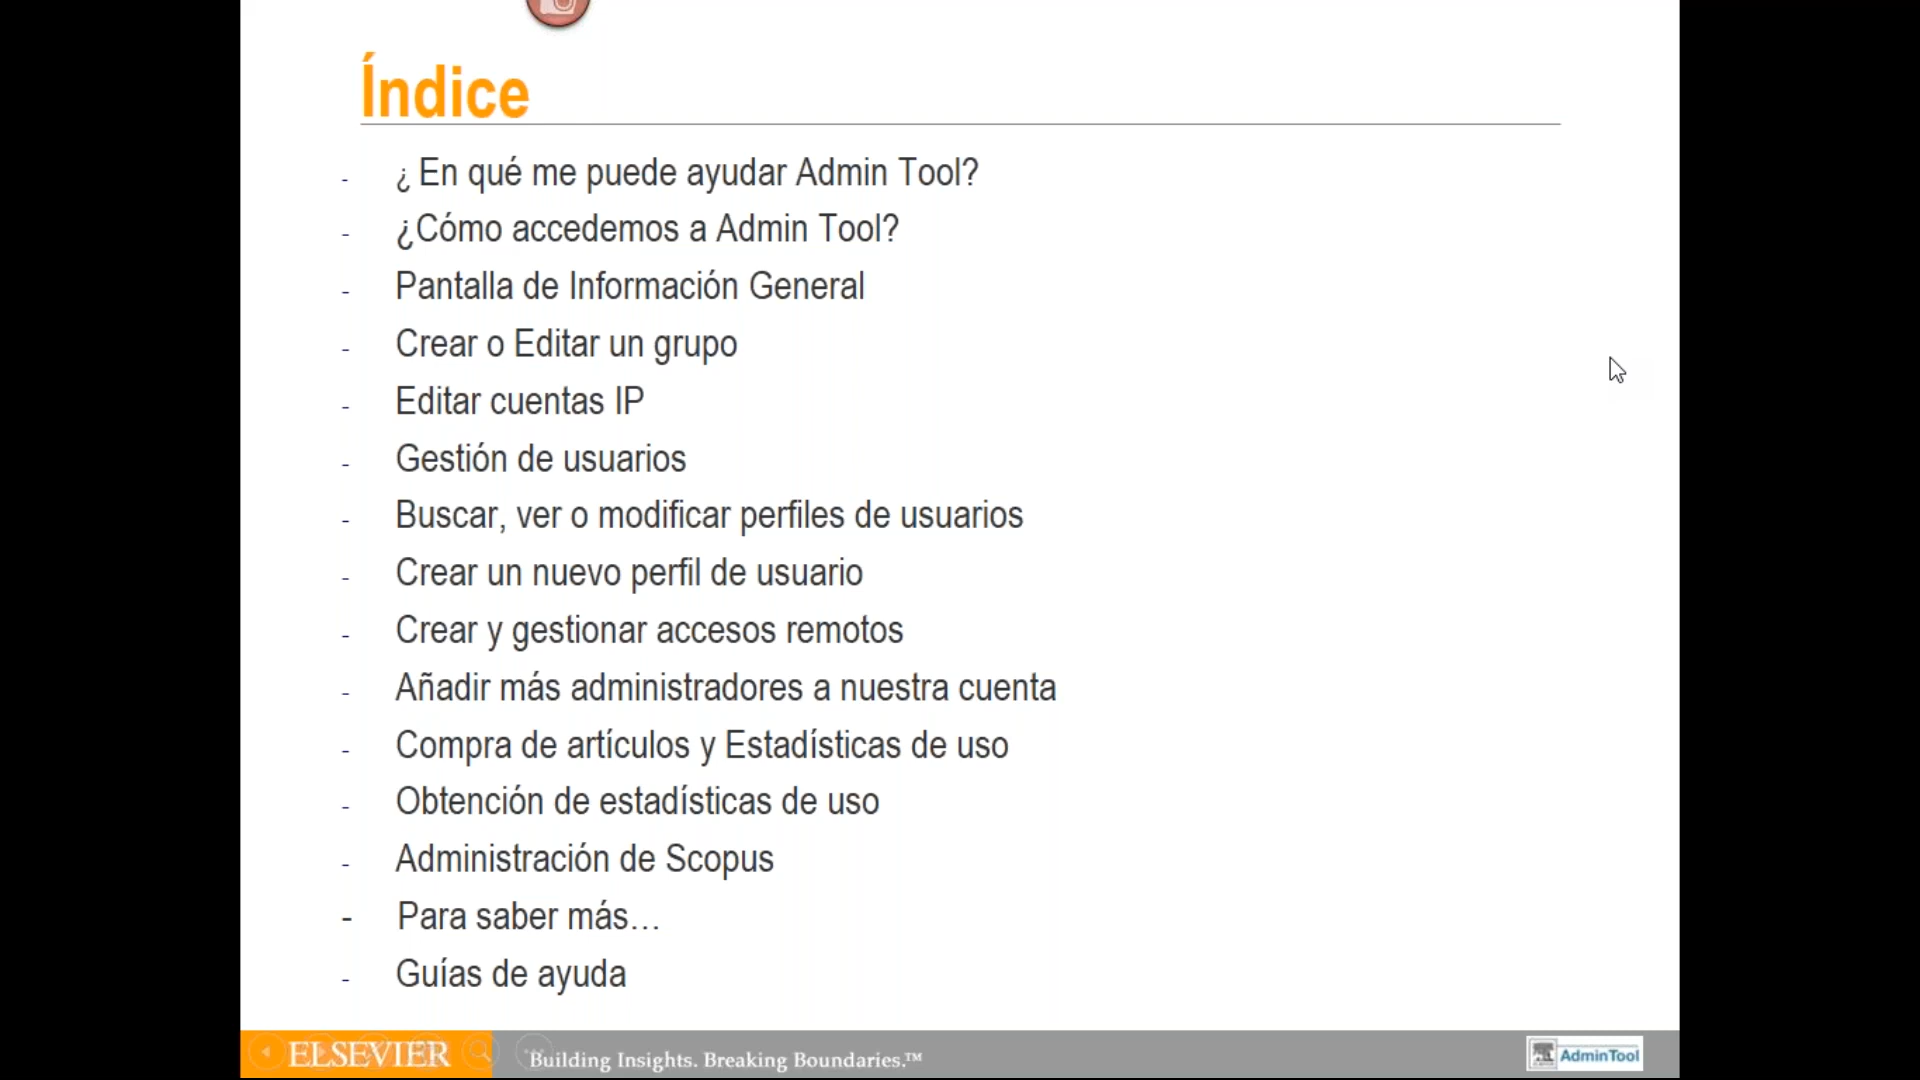 Índice
- ¿ En qué me puede ayudar Admin Tool?
- ¿Cómo accedemos a Admin Tool?
- Pantalla de Información General
- Crear o Editar un grupo
- Editar cuentas IP
- Gestión de usuarios
- Buscar, ver o modificar perfiles de usuarios
- Crear un nuevo perfil de usuario
- Crear y gestionar accesos remotos
- Añadir más administradores a nuestra cuenta
- Compra de artículos y Estadísticas de uso
- Obtención de estadísticas de uso
- Administración de Scopus
- Para saber más…
- Guías de ayuda
ELSEVIER Building Insights. Breaking Boundaries.™ AdminTool